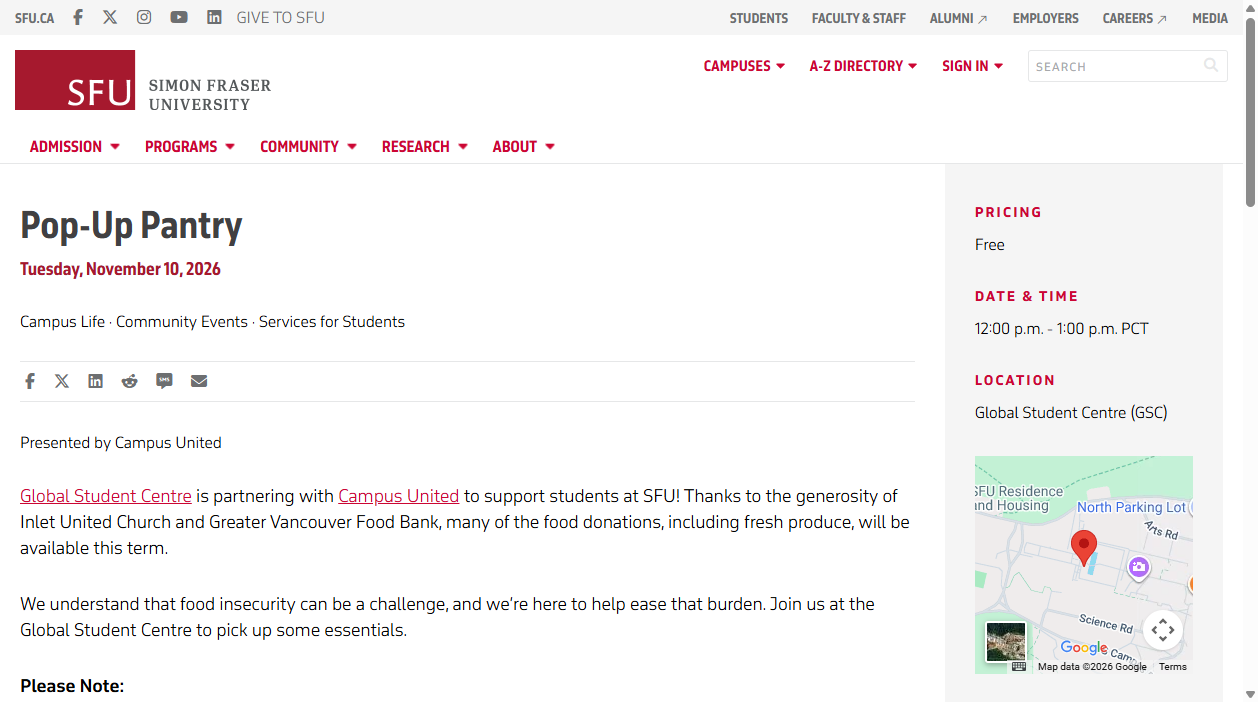 SFU.CA GIVE TO SFU STUDENTS FACULTY & STAFF ALUMNI EMPLOYERS CAREERS MEDIA
SFU SIMON FRASER
UNIVERSITY
CAMPUSES A-Z DIRECTORY SIGN IN SEARCH
ADMISSION PROGRAMS COMMUNITY RESEARCH ABOUT
Pop-Up Pantry
Tuesday, November 10, 2026
Campus Life · Community Events · Services for Students
SMS
Presented by Campus United
Global Student Centre is partnering with Campus United to support students at SFU! Thanks to the generosity of
Inlet United Church and Greater Vancouver Food Bank, many of the food donations, including fresh produce, will be
available this term.
We understand that food insecurity can be a challenge, and we're here to help ease that burden. Join us at the
Global Student Centre to pick up some essentials.
Please Note:
PRICING
Free
DATE & TIME
12:00 p.m. - 1:00 p.m. PCT
LOCATION
Global Student Centre (GSC)
SFU Residence
and Housing
North Parking Lot
Arts Rd
Science Rd
Google
Cam
Map data ©2026 Google Terms